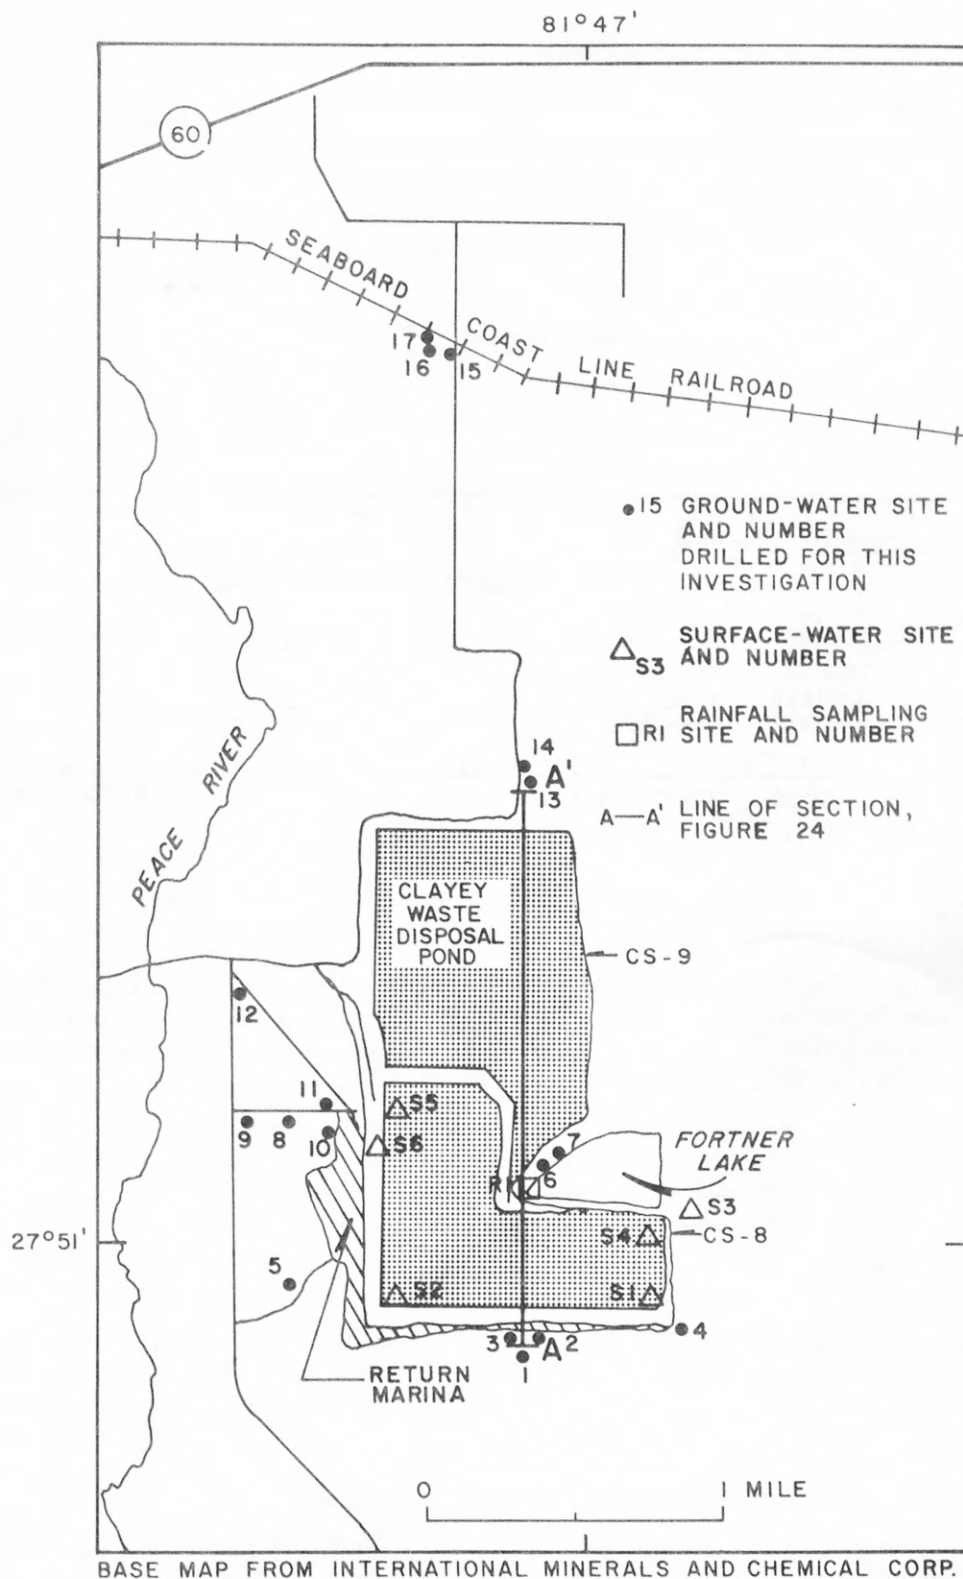 81°47'
60
SEABOARD COAST LINE RAILROAD
17
16
15
● 15 GROUND-WATER SITE
AND NUMBER
DRILLED FOR THIS
INVESTIGATION
△S3 SURFACE-WATER SITE
AND NUMBER
□R1 RAINFALL SAMPLING
SITE AND NUMBER
A—A' LINE OF SECTION,
FIGURE 24
PEACE RIVER
14
A'
13
CLAYEY
WASTE
DISPOSAL
POND
CS-9
12
11
S5
9
8
10
S6
7
6
FORTNER
LAKE
S3
S4
CS-8
27°51'
5
S2
S1
3
A
2
4
1
RETURN
MARINA
0 1 MILE
BASE MAP FROM INTERNATIONAL MINERALS AND CHEMICAL CORP.